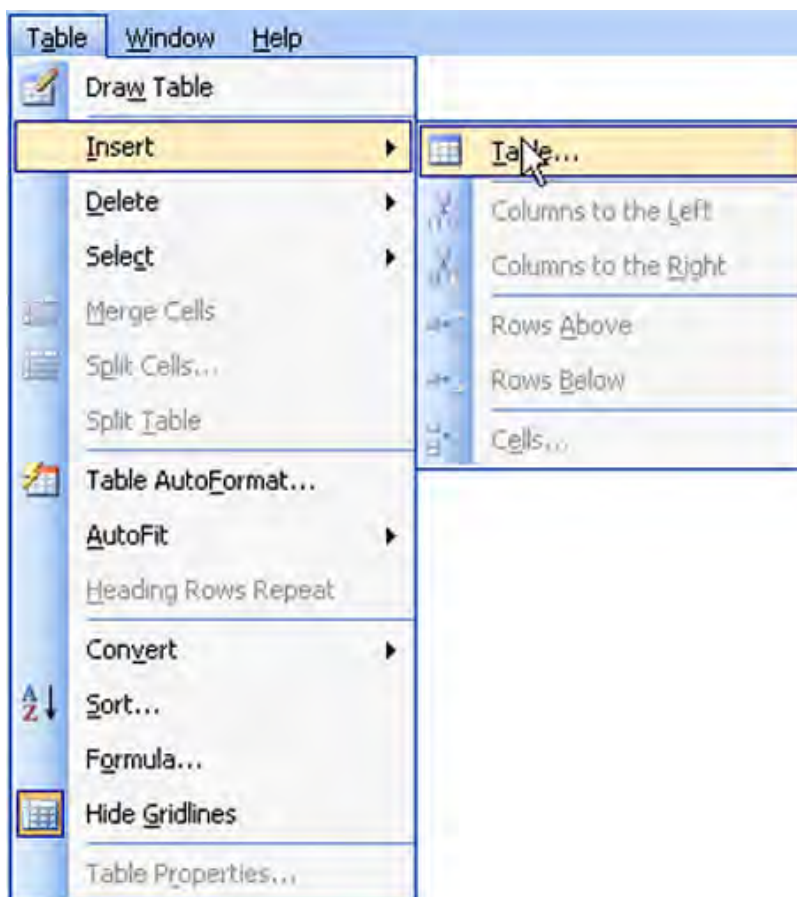 Table Window Help
Draw Table
Insert
Delete
Select
Merge Cells
Split Cells...
Split Table
Table AutoFormat...
AutoFit
Heading Rows Repeat
Convert
Sort...
Formula...
Hide Gridlines
Table Properties...
Table...
Columns to the Left
Columns to the Right
Rows Above
Rows Below
Cells...